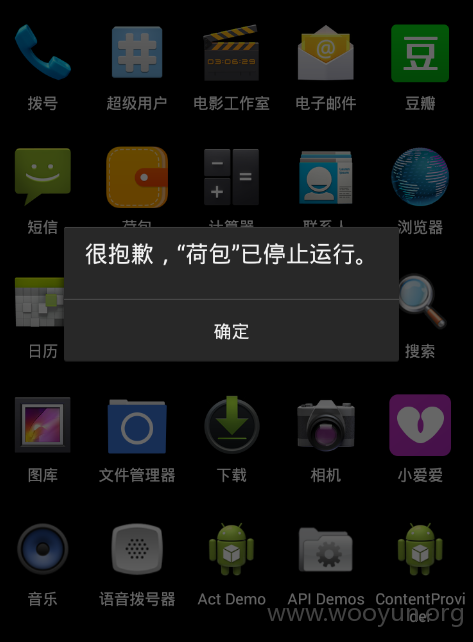 #
03:06:29
@
豆
拨号
超级用户
电影工作室
电子邮件
豆瓣
短信
荷包
计算器
联系人
浏览器
很抱歉，“荷包”已停止运行。
确定
日历
搜索
图库
文件管理器
下载
相机
小爱爱
音乐
语音拨号器
Act Demo
API Demos
ContentProvi
der
www.wooyun.org